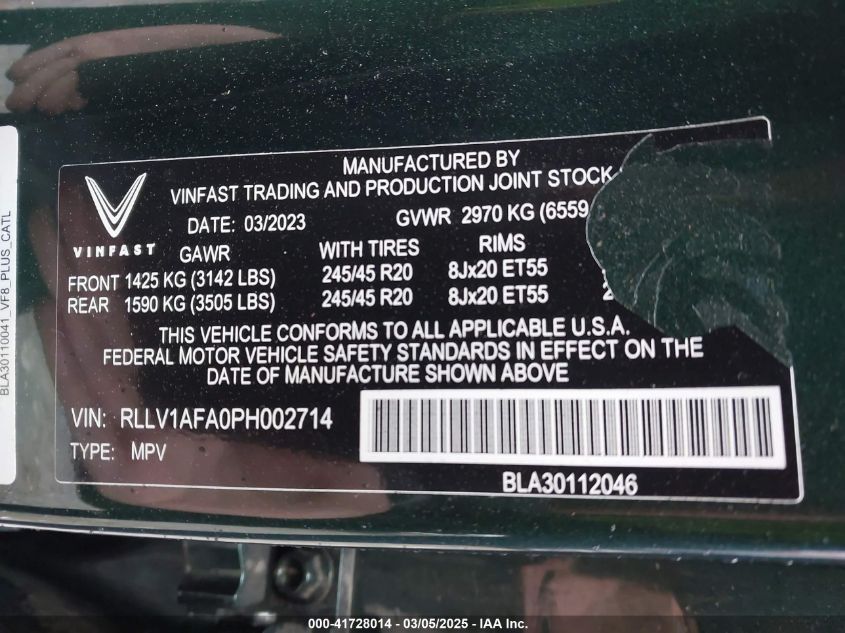 BLA30110041_VF8_PLUS_CATL
VINFAST
MANUFACTURED BY
VINFAST TRADING AND PRODUCTION JOINT STOCK
DATE: 03/2023 GVWR 2970 KG (6559
GAWR WITH TIRES RIMS
FRONT 1425 KG (3142 LBS) 245/45 R20 8Jx20 ET55
REAR 1590 KG (3505 LBS) 245/45 R20 8Jx20 ET55
THIS VEHICLE CONFORMS TO ALL APPLICABLE U.S.A.
FEDERAL MOTOR VEHICLE SAFETY STANDARDS IN EFFECT ON THE
DATE OF MANUFACTURE SHOWN ABOVE
VIN: RLLV1AFA0PH002714
TYPE: MPV
BLA30112046
000-41728014 - 03/05/2025 - IAA Inc.